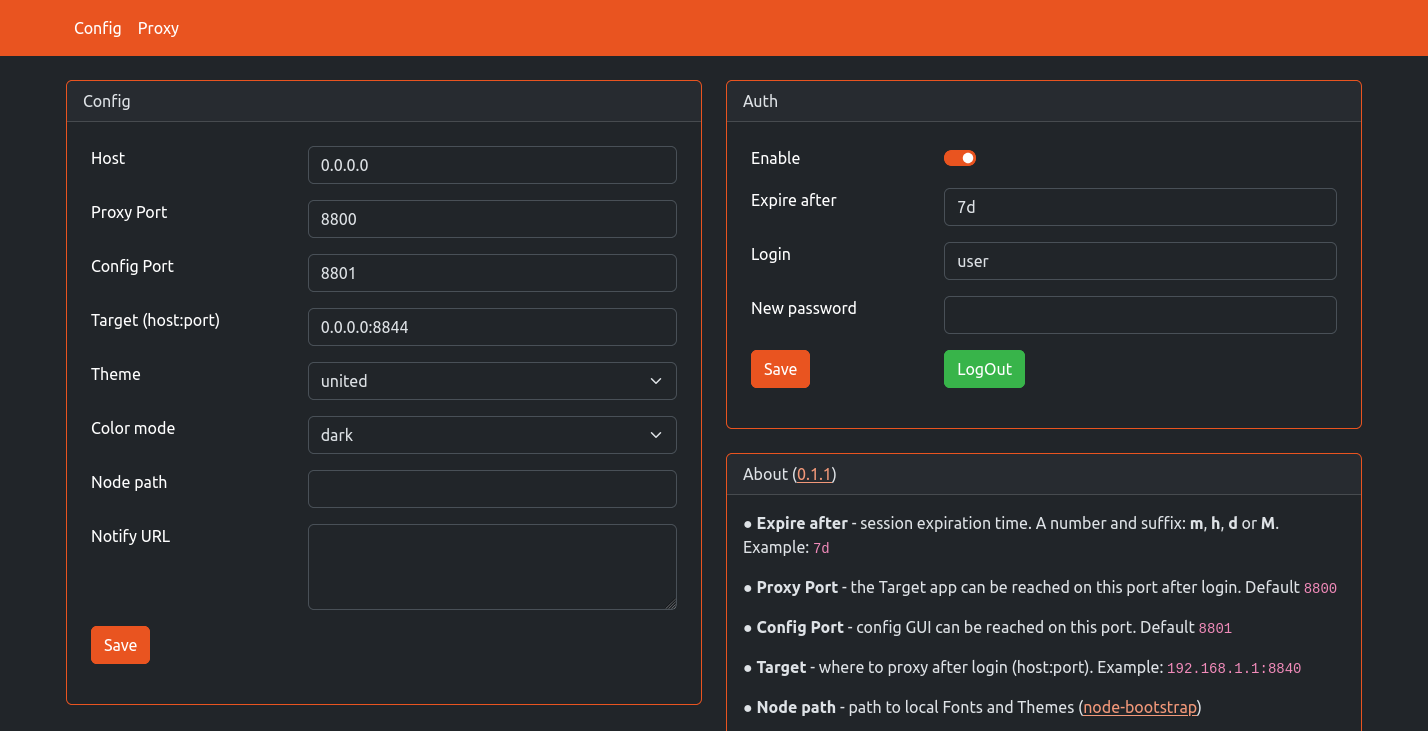 Config Proxy
Config
Host 0.0.0.0
Proxy Port 8800
Config Port 8801
Target (host:port) 0.0.0.0:8844
Theme united
Color mode dark
Node path
Notify URL
Save
Auth
Enable
Expire after 7d
Login user
New password
Save LogOut
About (0.1.1)
● Expire after - session expiration time. A number and suffix: m, h, d or M.
Example: 7d
● Proxy Port - the Target app can be reached on this port after login. Default 8800
● Config Port - config GUI can be reached on this port. Default 8801
● Target - where to proxy after login (host:port). Example: 192.168.1.1:8840
● Node path - path to local Fonts and Themes (node-bootstrap)